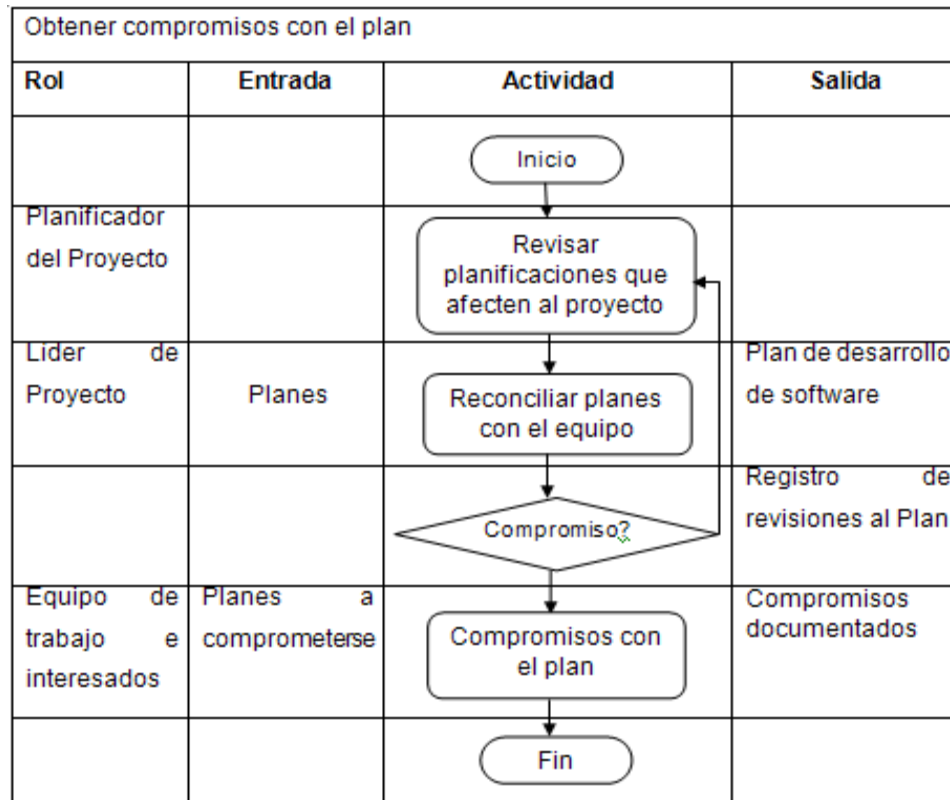 Obtener compromisos con el plan
Rol Entrada Actividad Salida
Inicio
Planificador
del Proyecto
Revisar
planificaciones que
afecten al proyecto
Líder de
Proyecto
Planes
Reconciliar planes
con el equipo
Plan de desarrollo
de software
Compromiso?
Registro de
revisiones al Plan
Equipo de
trabajo e
interesados
Planes a
comprometerse
Compromisos con
el plan
Compromisos
documentados
Fin